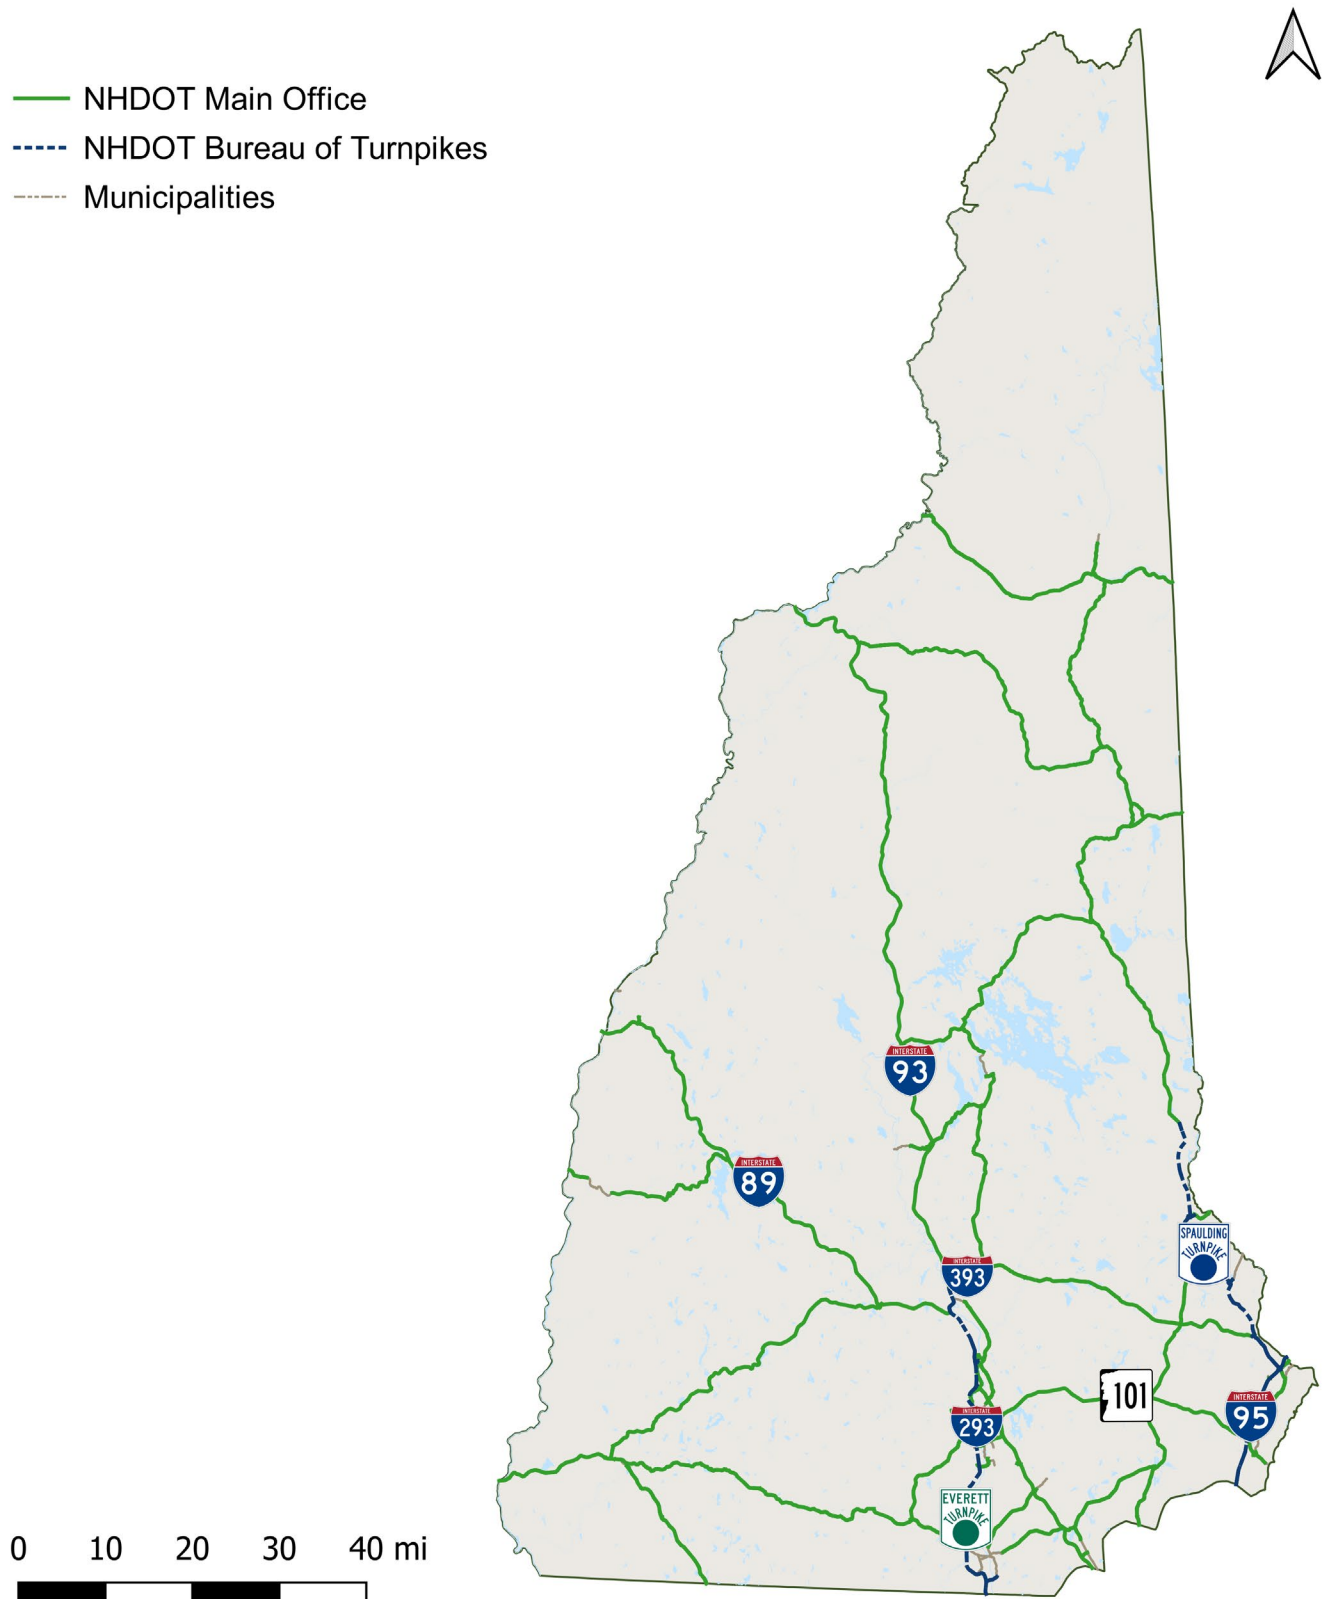 NHDOT Main Office
NHDOT Bureau of Turnpikes
Municipalities
INTERSTATE
93
INTERSTATE
89
SPAULDING
TURNPIKE
INTERSTATE
393
101
INTERSTATE
95
INTERSTATE
293
EVERETT
TURNPIKE
0 10 20 30 40 mi